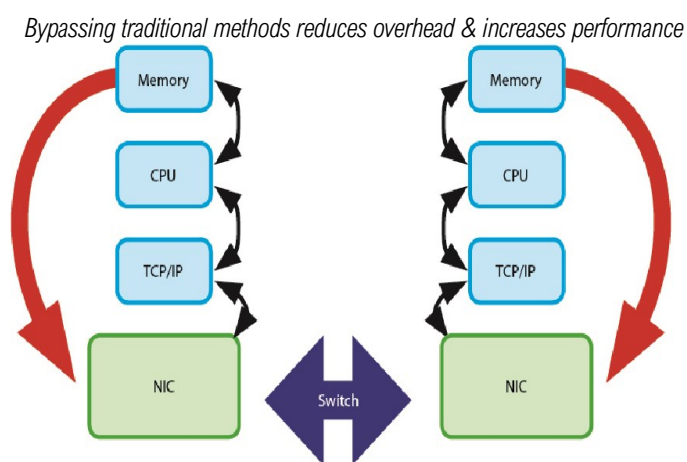 Bypassing traditional methods reduces overhead & increases performance
Memory
CPU
TCP/IP
NIC
Switch
Memory
CPU
TCP/IP
NIC